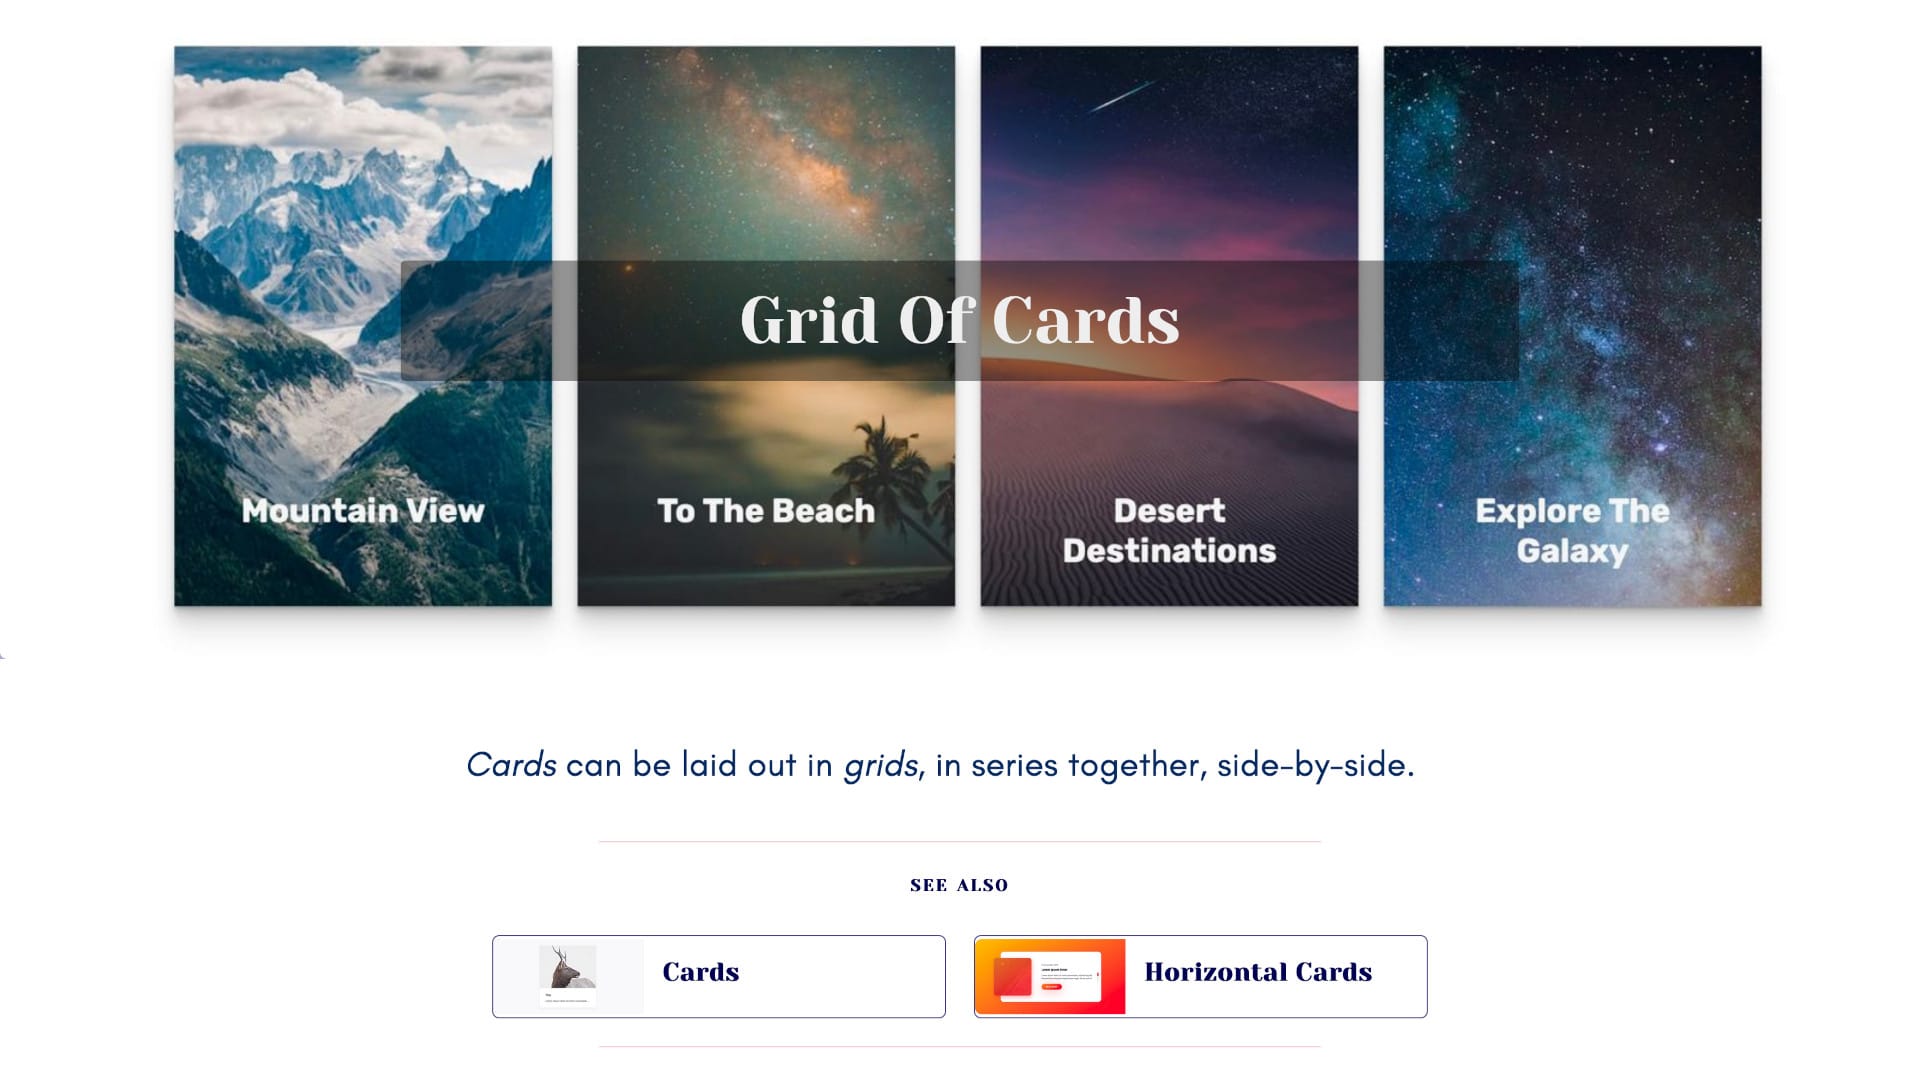 Grid Of Cards
Mountain View
To The Beach
Desert
Destinations
Explore The
Galaxy
Cards can be laid out in grids, in series together, side-by-side.
SEE ALSO
Cards
Horizontal Cards